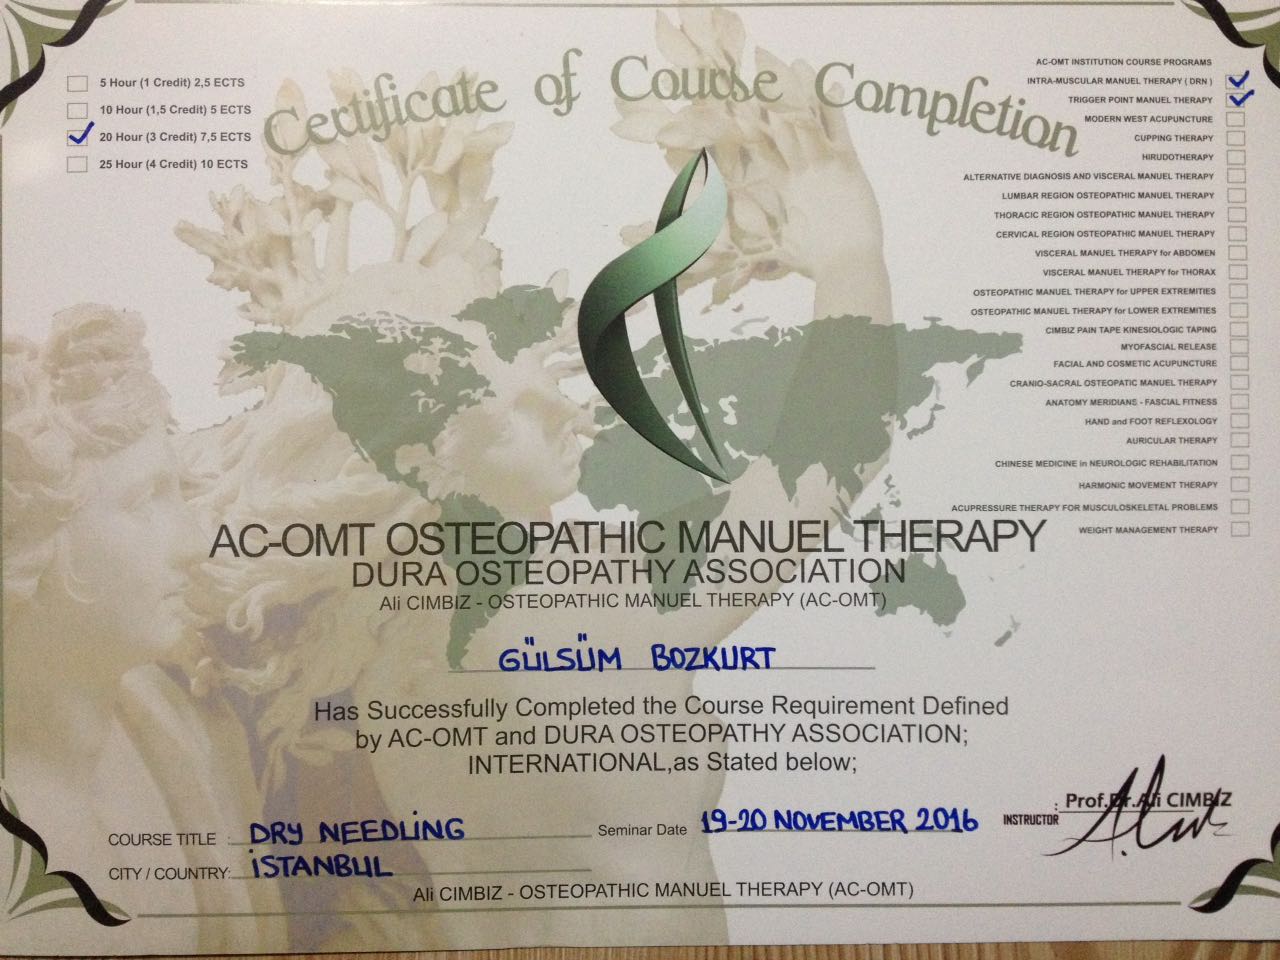 Certificate of Course Completion
5 Hour (1 Credit) 2,5 ECTS
10 Hour (1,5 Credit) 5 ECTS
20 Hour (3 Credit) 7,5 ECTS
25 Hour (4 Credit) 10 ECTS
AC-OMT INSTITUTION COURSE PROGRAMS
INTRA-MUSCULAR MANUEL THERAPY ( DRN )
TRIGGER POINT MANUEL THERAPY
MODERN WEST ACUPUNCTURE
CUPPING THERAPY
HIRUDOTHERAPY
ALTERNATIVE DIAGNOSIS AND VISCERAL MANUEL THERAPY
LUMBAR REGION OSTEOPATHIC MANUEL THERAPY
THORACIC REGION OSTEOPATHIC MANUEL THERAPY
CERVICAL REGION OSTEOPATHIC MANUEL THERAPY
VISCERAL MANUEL THERAPY for ABDOMEN
VISCERAL MANUEL THERAPY for THORAX
OSTEOPATHIC MANUEL THERAPY for UPPER EXTREMITIES
OSTEOPATHIC MANUEL THERAPY for LOWER EXTREMITIES
CIMBIZ PAIN TAPE KINESIOLOGIC TAPING
MYOFASCIAL RELEASE
FACIAL AND COSMETIC ACUPUNCTURE
CRANIO-SACRAL OSTEOPATIC MANUEL THERAPY
ANATOMY MERIDIANS - FASCIAL FITNESS
HAND and FOOT REFLEXOLOGY
AURICULAR THERAPY
CHINESE MEDICINE in NEUROLOGIC REHABILITATION
HARMONIC MOVEMENT THERAPY
ACUPRESSURE THERAPY FOR MUSCULOSKELETAL PROBLEMS
WEIGHT MANAGEMENT THERAPY
AC-OMT OSTEOPATHIC MANUEL THERAPY
DURA OSTEOPATHY ASSOCIATION
Ali CIMBIZ - OSTEOPATHIC MANUEL THERAPY (AC-OMT)
GÜLSÜM BOZKURT
Has Successfully Completed the Course Requirement Defined
by AC-OMT and DURA OSTEOPATHY ASSOCIATION;
INTERNATIONAL,as Stated below;
COURSE TITLE : DRY NEEDLİNG Seminar Date 19-20 NOVEMBER 2016
INSTRUCTOR : Prof.Dr.Ali CIMBIZ
CITY / COUNTRY: İSTANBUL
Ali CIMBIZ - OSTEOPATHIC MANUEL THERAPY (AC-OMT)